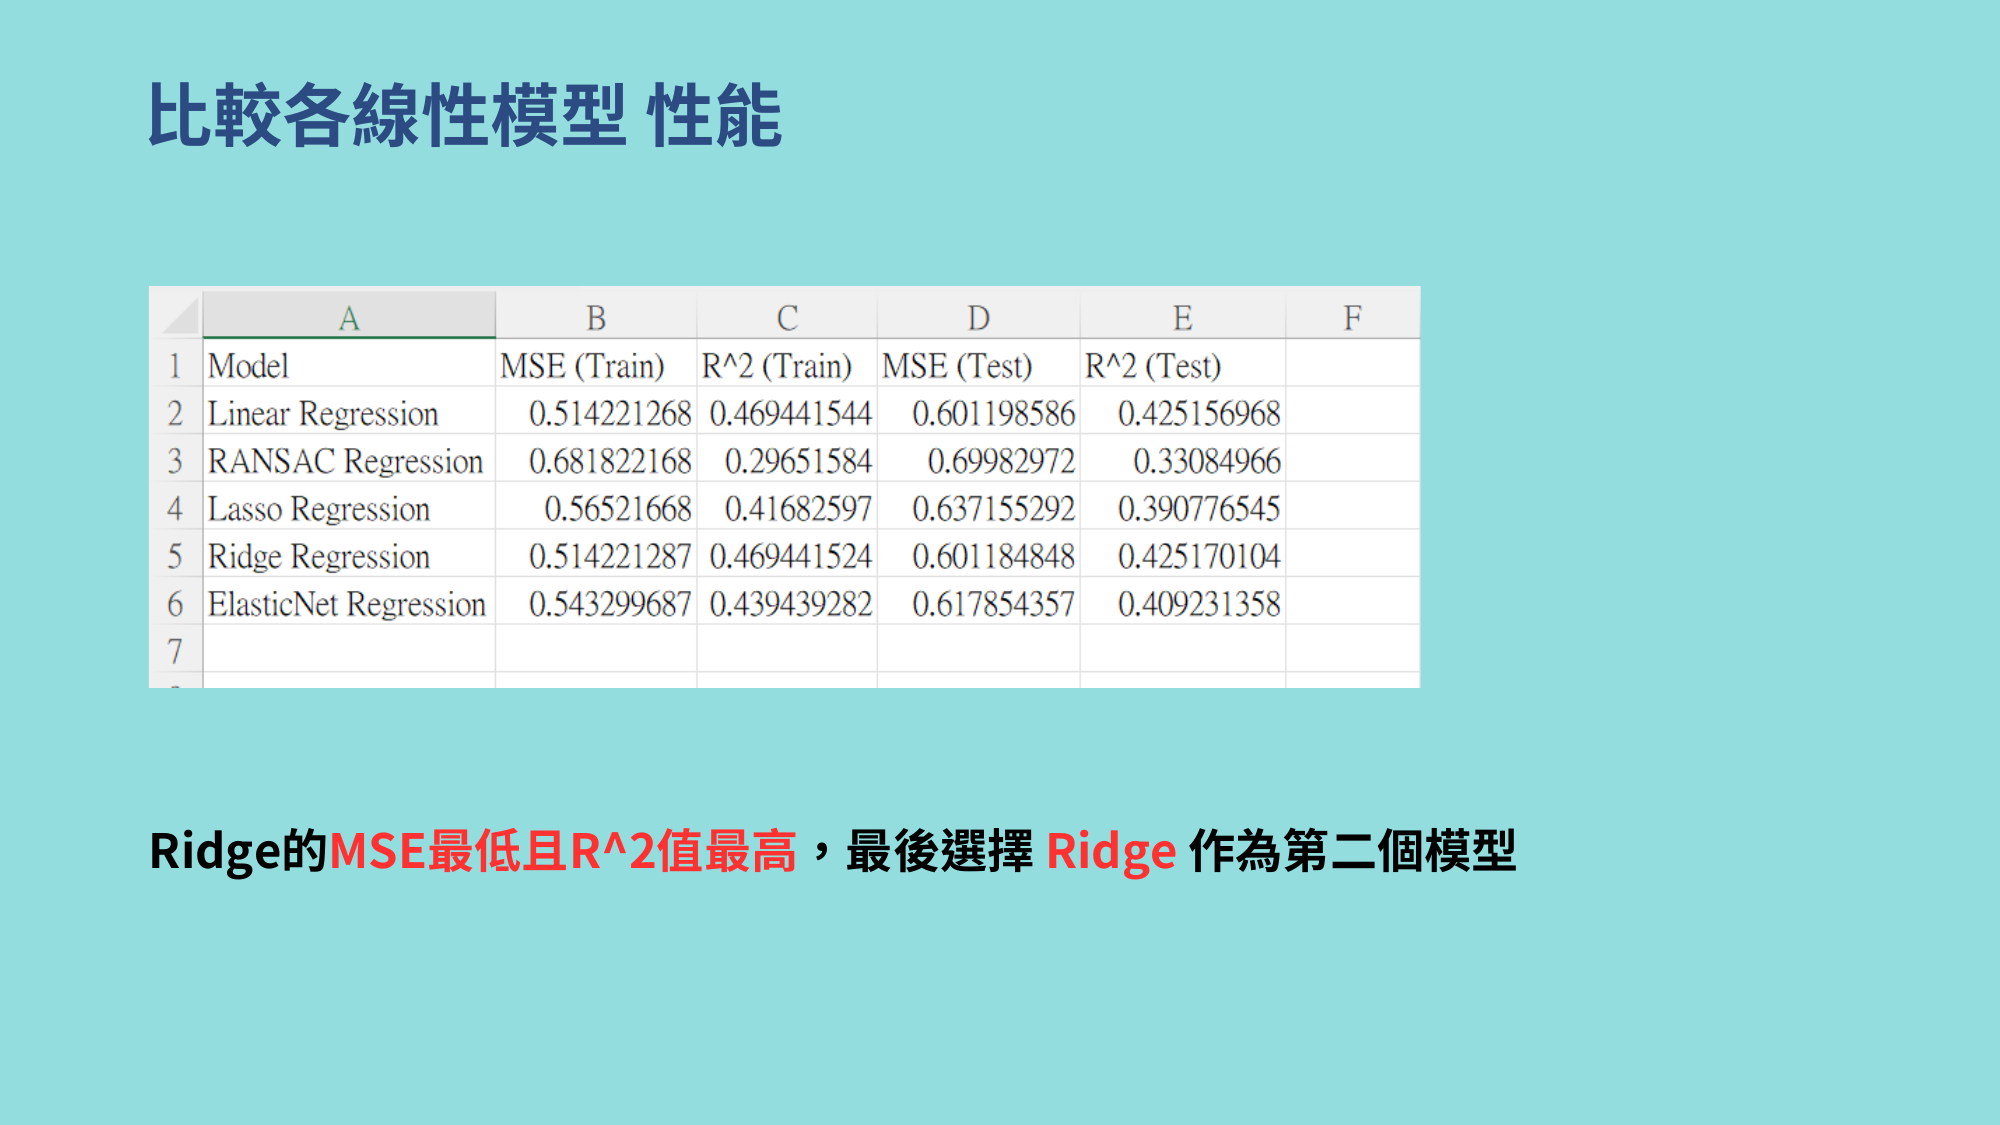 比較各線性模型 性能
A B C D E F
1 Model MSE (Train) R^2 (Train) MSE (Test) R^2 (Test)
2 Linear Regression 0.514221268 0.469441544 0.601198586 0.425156968
3 RANSAC Regression 0.681822168 0.29651584 0.69982972 0.33084966
4 Lasso Regression 0.56521668 0.41682597 0.637155292 0.390776545
5 Ridge Regression 0.514221287 0.469441524 0.601184848 0.425170104
6 ElasticNet Regression 0.543299687 0.439439282 0.617854357 0.409231358
7
Ridge的MSE最低且R^2值最高，最後選擇 Ridge 作為第二個模型